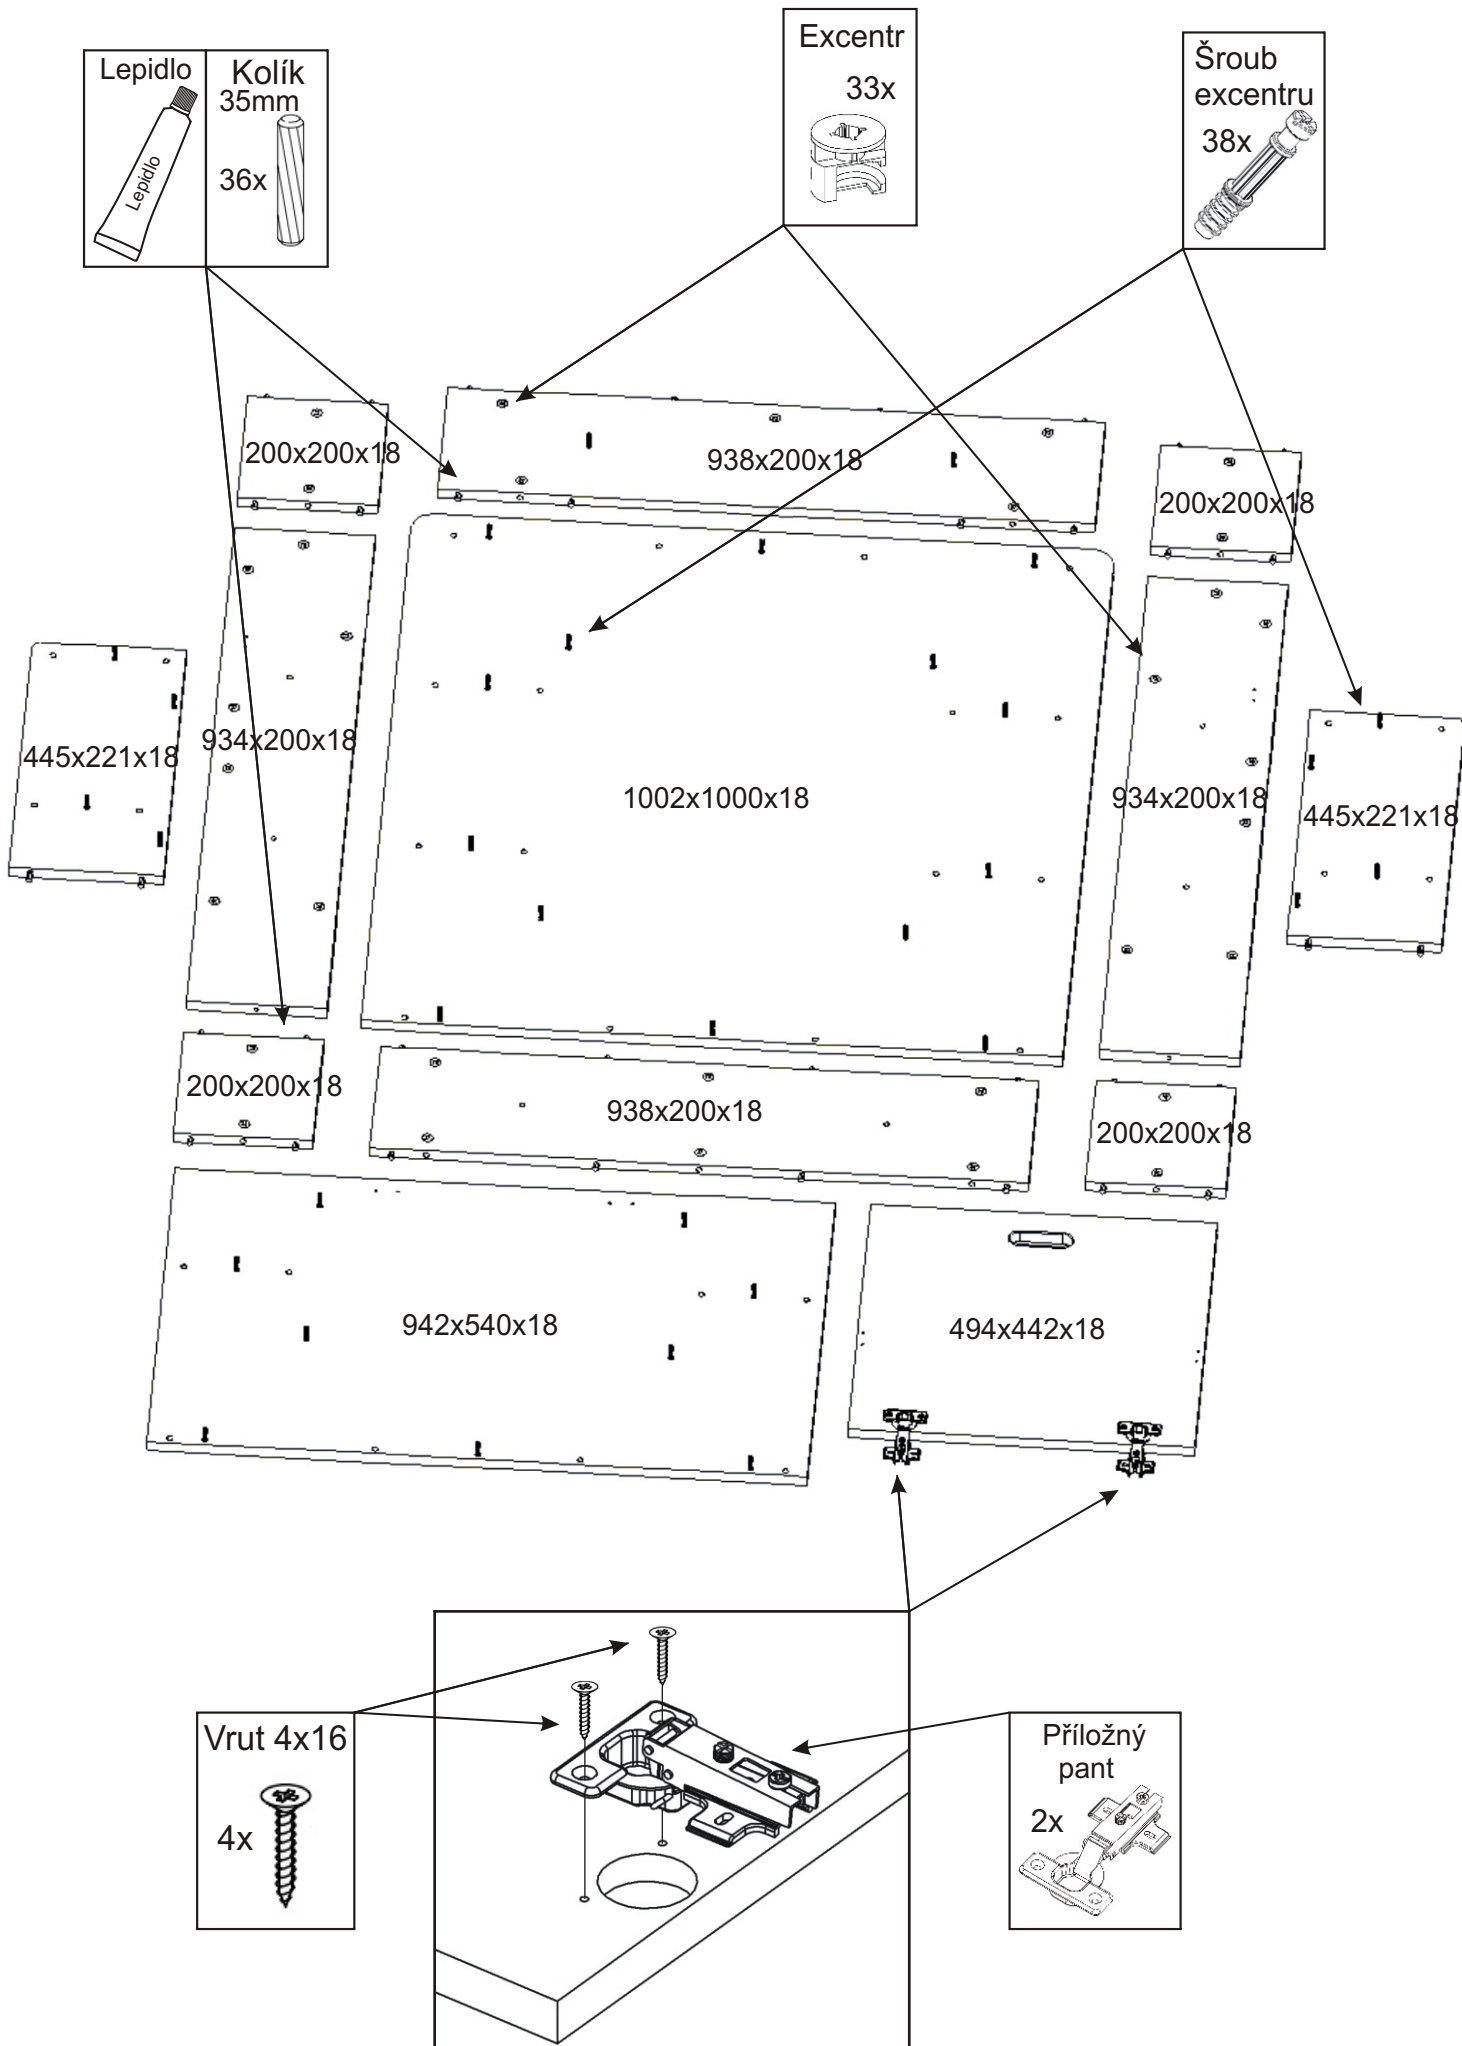 Lepidlo
Lepidlo
Kolík
35mm
36x
Excentr
33x
Šroub
excentru
38x
200x200x18
938x200x18
200x200x18
445x221x18
934x200x18
1002x1000x18
934x200x18
445x221x18
200x200x18
938x200x18
200x200x18
942x540x18
494x442x18
Vrut 4x16
4x
Příložný
pant
2x